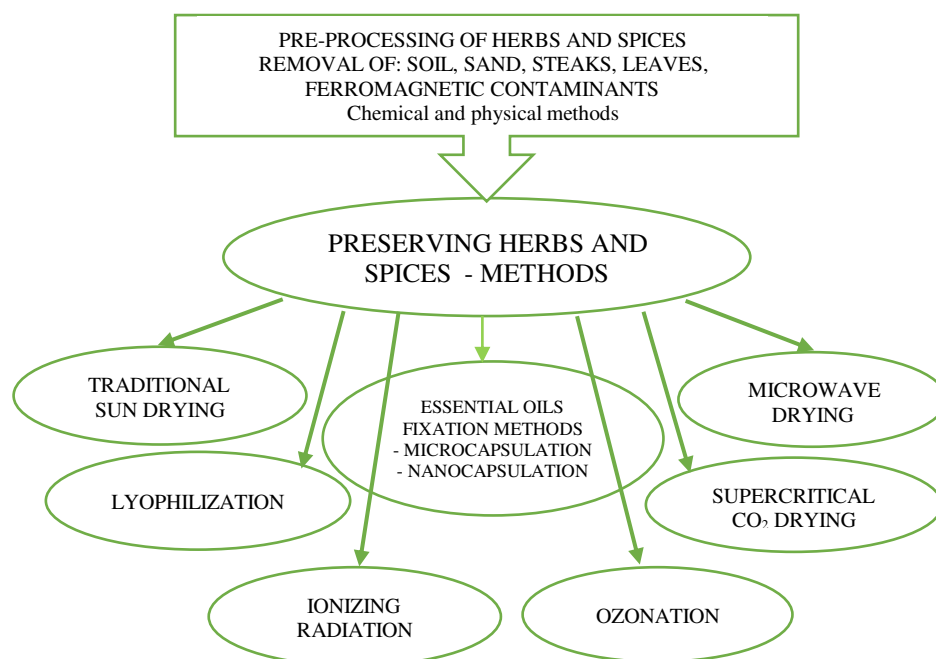 PRE-PROCESSING OF HERBS AND SPICES
REMOVAL OF: SOIL, SAND, STEAKS, LEAVES,
FERROMAGNETIC CONTAMINANTS
Chemical and physical methods
PRESERVING HERBS AND
SPICES - METHODS
TRADITIONAL
SUN DRYING
ESSENTIAL OILS
FIXATION METHODS
- MICROCAPSULATION
- NANOCAPSULATION
MICROWAVE
DRYING
LYOPHILIZATION
SUPERCRITICAL
CO₂ DRYING
IONIZING
RADIATION
OZONATION